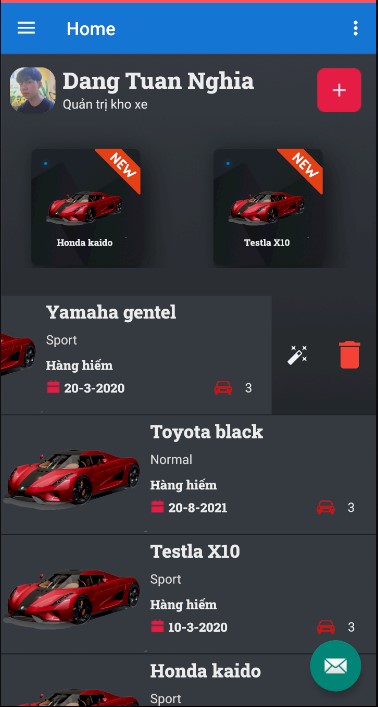 Home
Dang Tuan Nghia
Quản trị kho xe
+
NEW
NEW
Honda kaido
Testla X10
Yamaha gentel
Sport
Hàng hiếm
20-3-2020
3
Toyota black
Normal
Hàng hiếm
20-8-2021
3
Testla X10
Sport
Hàng hiếm
10-3-2020
3
Honda kaido
Sport